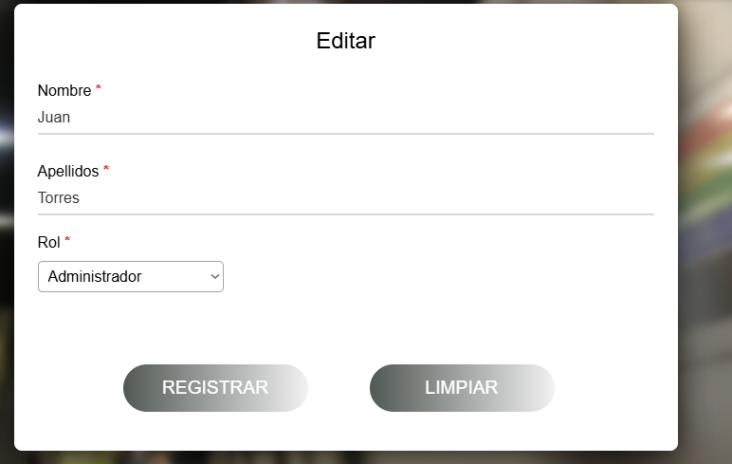 Editar
Nombre *
Juan
Apellidos *
Torres
Rol *
Administrador
REGISTRAR LIMPIAR